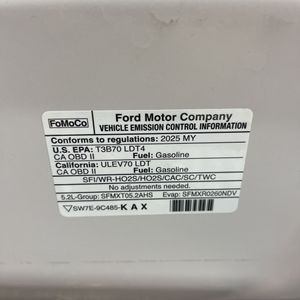 FoMoCo
Ford Motor Company
VEHICLE EMISSION CONTROL INFORMATION
Conforms to regulations: 2025 MY
U.S. EPA: T3B70 LDT4
CA OBD II Fuel: Gasoline
California: ULEV70 LDT
CA OBD II Fuel: Gasoline
SFI/WR-HO2S/HO2S/CAC/SC/TWC
No adjustments needed.
5.2L-Group: SFMXT05.2AHS Evap: SFMXR0260NDV
SW7E-9C485-KAX